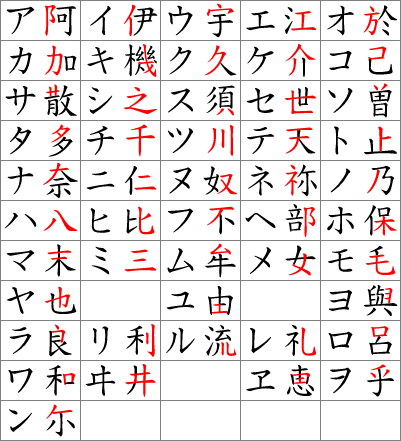 ア阿 イ伊 ウ宇 エ江 オ於
カ加 キ機 ク久 ケ介 コ己
サ散 シ之 ス須 セ世 ソ曽
タ多 チ千 ツ川 テ天 ト止
ナ奈 ニ仁 ヌ奴 ネ祢 ノ乃
ハ八 ヒ比 フ不 ヘ部 ホ保
マ末 ミ三 ム牟 メ女 モ毛
ヤ也 ユ由 ヨ與
ラ良 リ利 ル流 レ礼 ロ呂
ワ和 ヰ井 ヱ恵 ヲ乎
ン尓